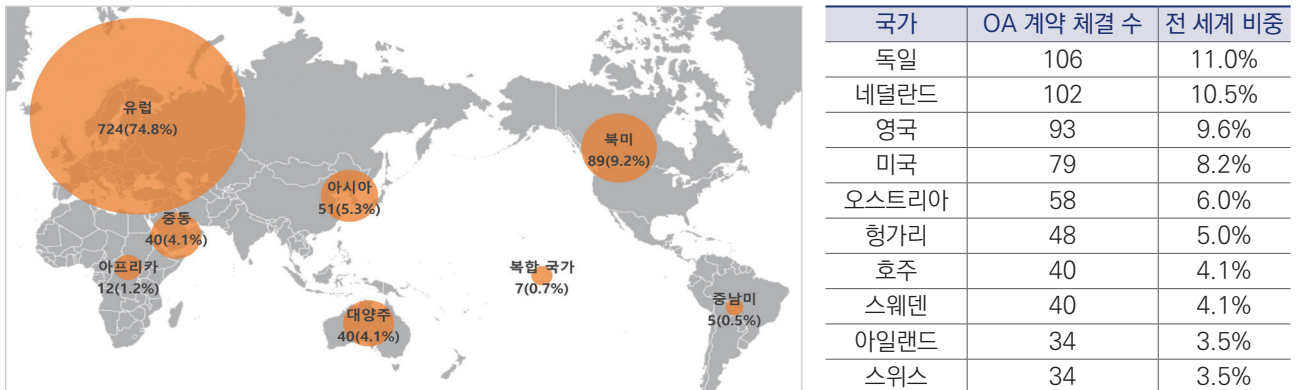 유럽
724(74.8%)
북미
89(9.2%)
아시아
51(5.3%)
중동
40(4.1%)
아프리카
12(1.2%)
복합 국가
7(0.7%)
중남미
5(0.5%)
대양주
40(4.1%)
국가 OA 계약 체결 수 전 세계 비중
독일 106 11.0%
네덜란드 102 10.5%
영국 93 9.6%
미국 79 8.2%
오스트리아 58 6.0%
헝가리 48 5.0%
호주 40 4.1%
스웨덴 40 4.1%
아일랜드 34 3.5%
스위스 34 3.5%